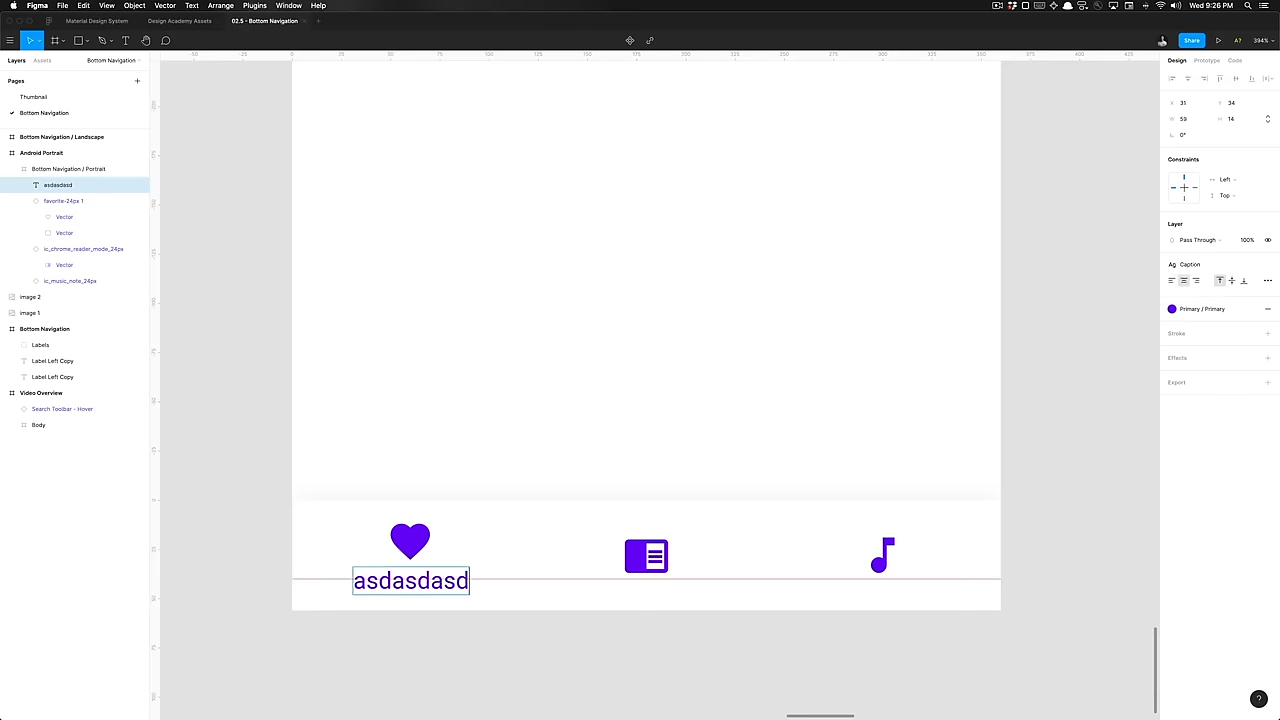 Figma File Edit View Object Vector Text Arrange Plugins Window Help Wed 9:26 PM
Material Design System Design Academy Assets 02.5 - Bottom Navigation
Share 394%
Layers Assets Bottom Navigation
Pages
Thumbnail
Bottom Navigation
Bottom Navigation / Landscape
Android Portrait
Bottom Navigation / Portrait
asdasdasd
favorite-24px 1
Vector
Vector
ic_chrome_reader_mode_24px
Vector
ic_music_note_24px
image 2
image 1
Bottom Navigation
Labels
Label Left Copy
Label Left Copy
Video Overview
Search Toolbar - Hover
Body
asdasdasd
Design Prototype Code
X 31 Y 34
W 59 H 14
0°
Constraints
Left
Top
Layer
Pass Through 100%
Ag Caption
Primary / Primary
Stroke
Effects
Export